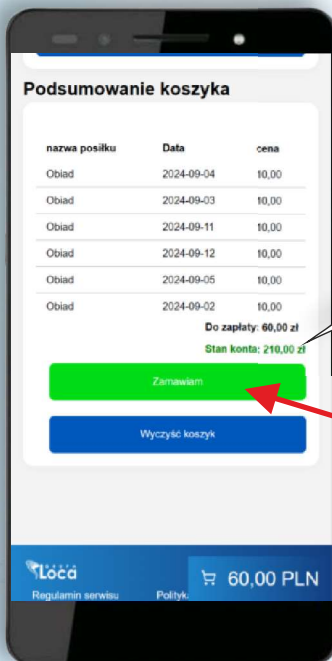 Podsumowanie koszyka
nazwa posiłku Data cena
Obiad 2024-09-04 10,00
Obiad 2024-09-03 10,00
Obiad 2024-09-11 10,00
Obiad 2024-09-12 10,00
Obiad 2024-09-05 10,00
Obiad 2024-09-02 10,00
Do zapłaty: 60,00 zł
Stan konta: 210,00 zł
Zamawiam
Wyczyść koszyk
Loca
60,00 PLN
Regulamin serwisu Polityk